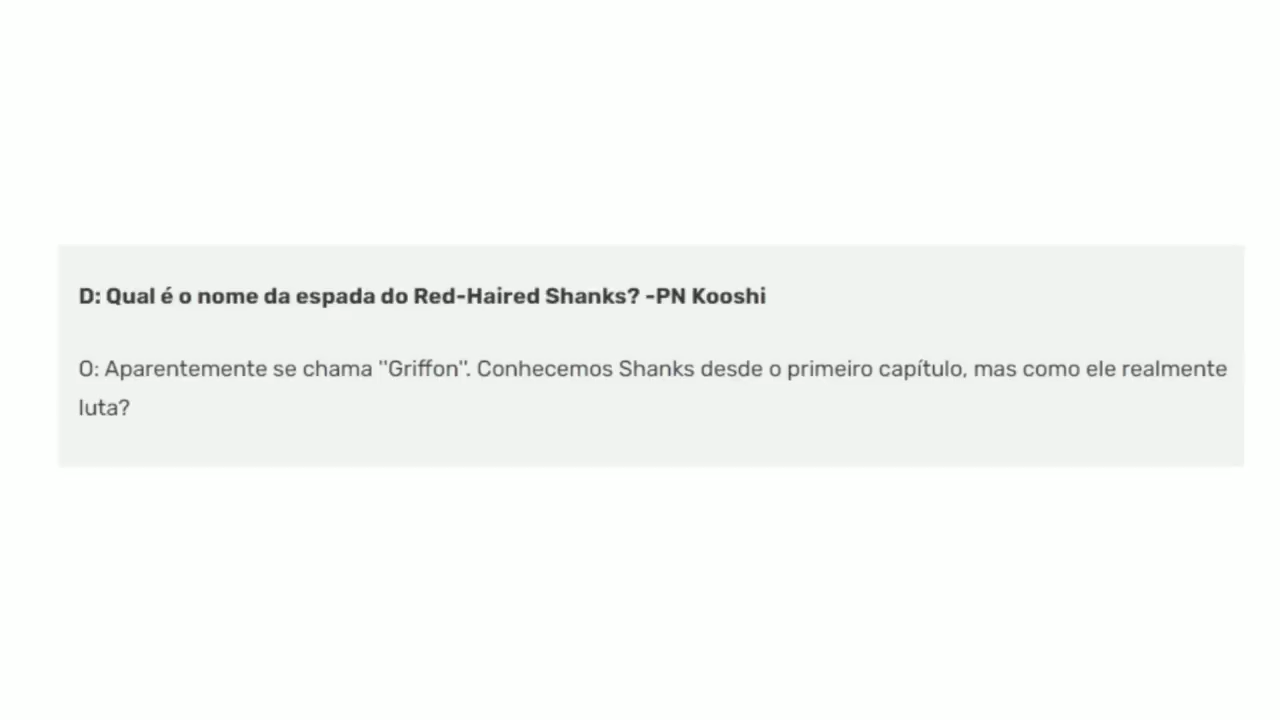 D: Qual é o nome da espada do Red-Haired Shanks? -PN Kooshi
O: Aparentemente se chama ''Griffon''. Conhecemos Shanks desde o primeiro capítulo, mas como ele realmente
luta?